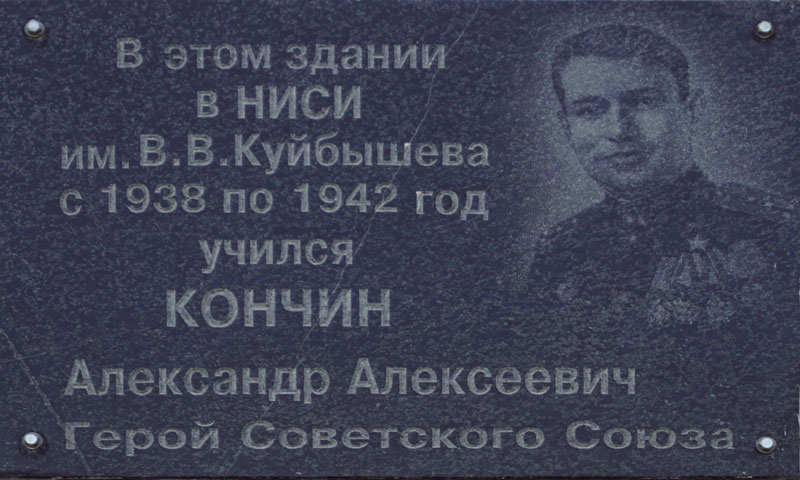 В этом здании
в НИСИ
им.В.В.Куйбышева
с 1938 по 1942 год
учился
КОНЧИН
Александр Алексеевич
Герой Советского Союза